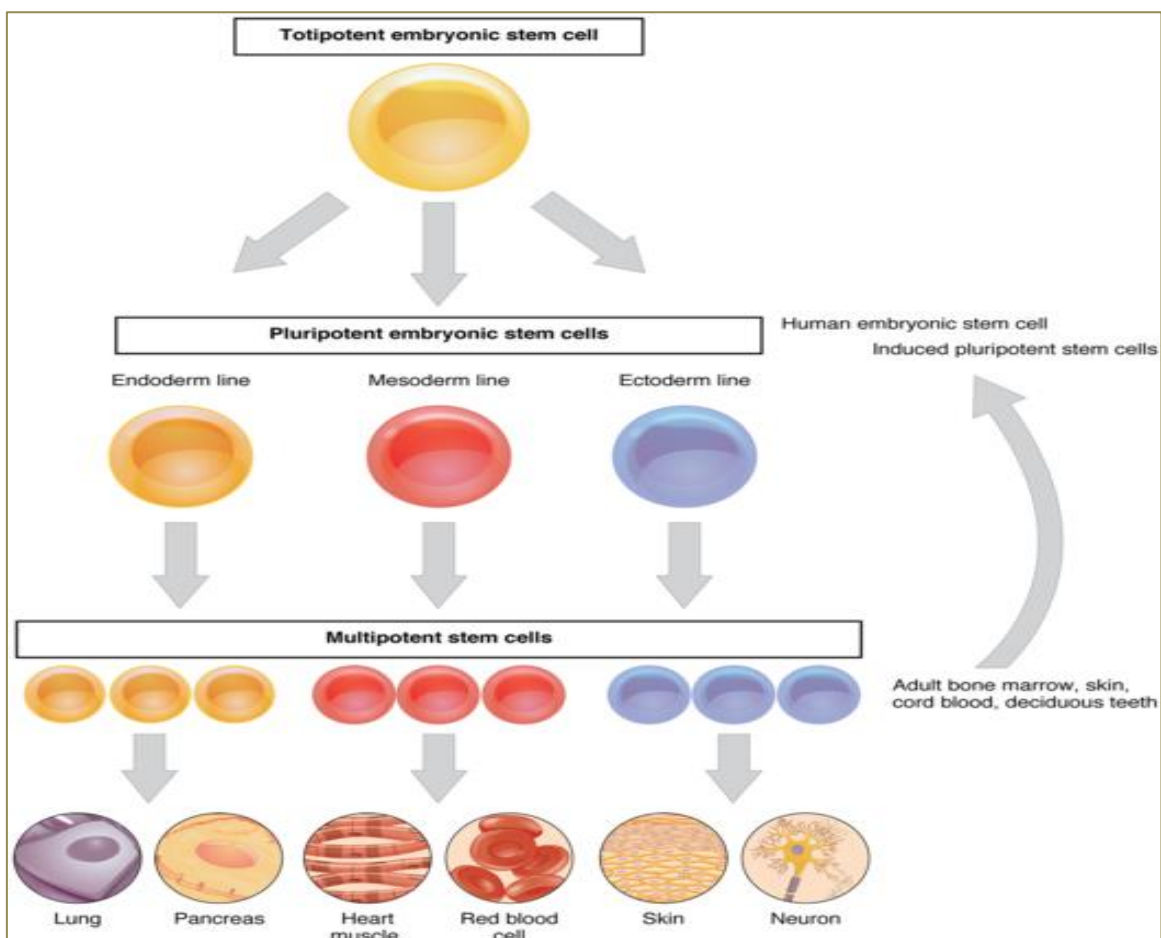 Totipotent embryonic stem cell
Pluripotent embryonic stem cells
Human embryonic stem cell
Induced pluripotent stem cells
Endoderm line
Mesoderm line
Ectoderm line
Multipotent stem cells
Adult bone marrow, skin,
cord blood, deciduous teeth
Lung
Pancreas
Heart
muscle
Red blood
cell
Skin
Neuron